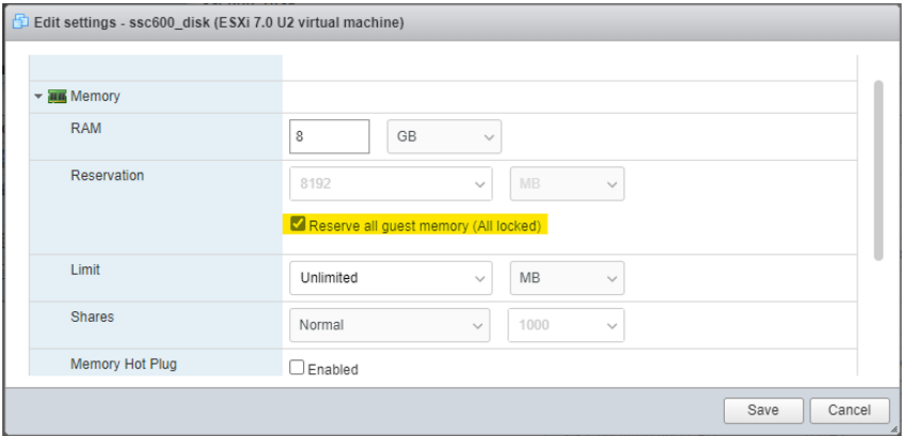 Edit settings - ssc600_disk (ESXi 7.0 U2 virtual machine)
Memory
RAM 8 GB
Reservation 8192 MB
Reserve all guest memory (All locked)
Limit Unlimited MB
Shares Normal 1000
Memory Hot Plug Enabled
Save Cancel